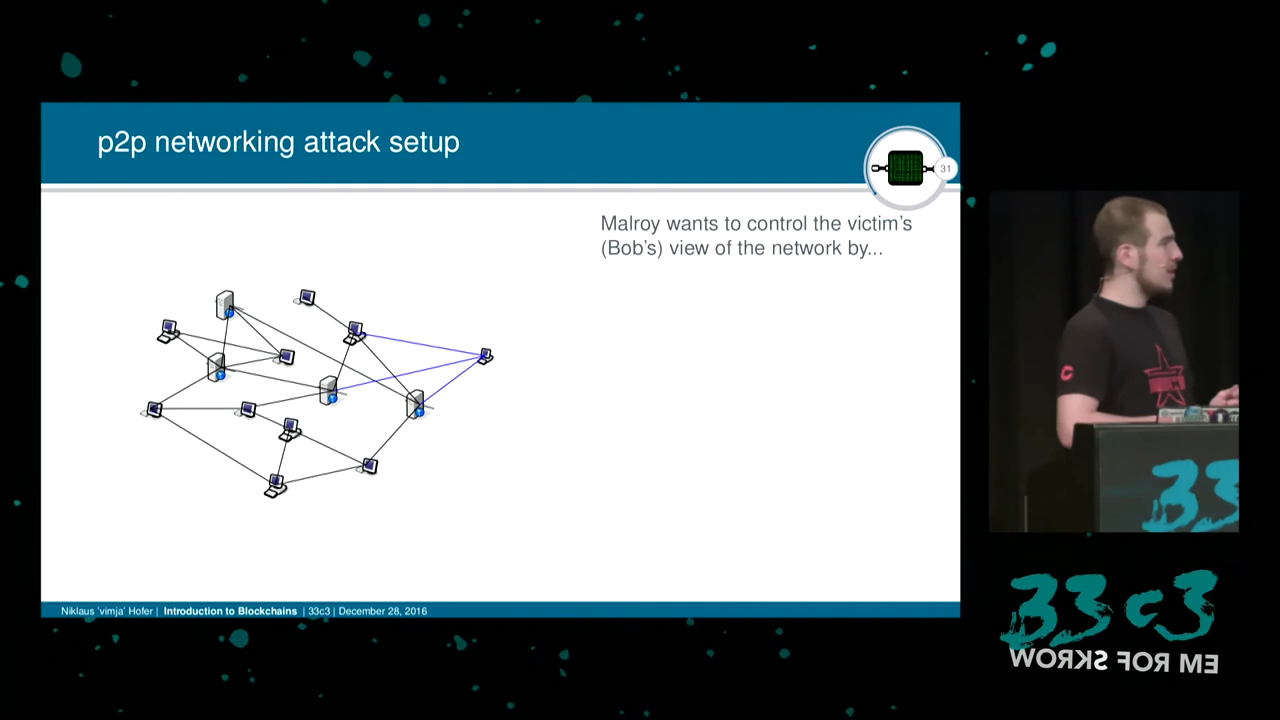 p2p networking attack setup
31
Malroy wants to control the victim's
(Bob's) view of the network by...
Niklaus 'vimja' Hofer | Introduction to Blockchains | 33c3 | December 28, 2016
33
33c3
WORKS FOR ME